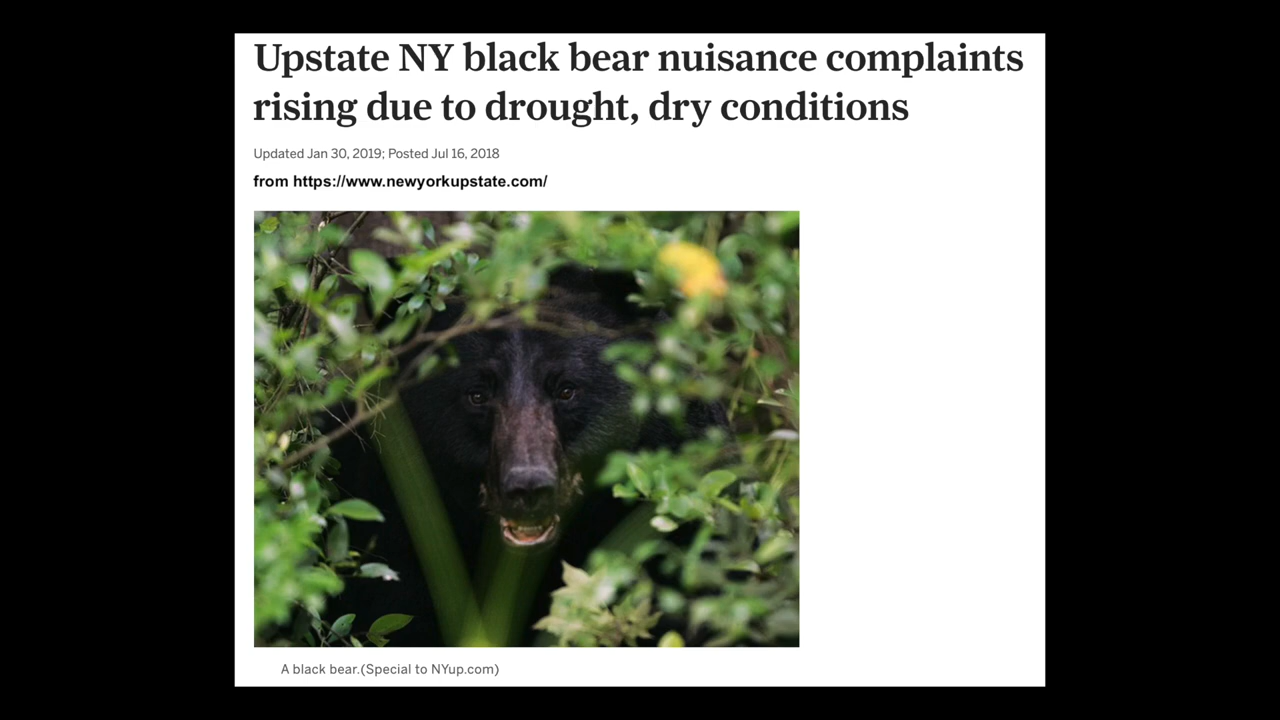 Upstate NY black bear nuisance complaints
rising due to drought, dry conditions
Updated Jan 30, 2019; Posted Jul 16, 2018
from https://www.newyorkupstate.com/
A black bear.(Special to NYup.com)